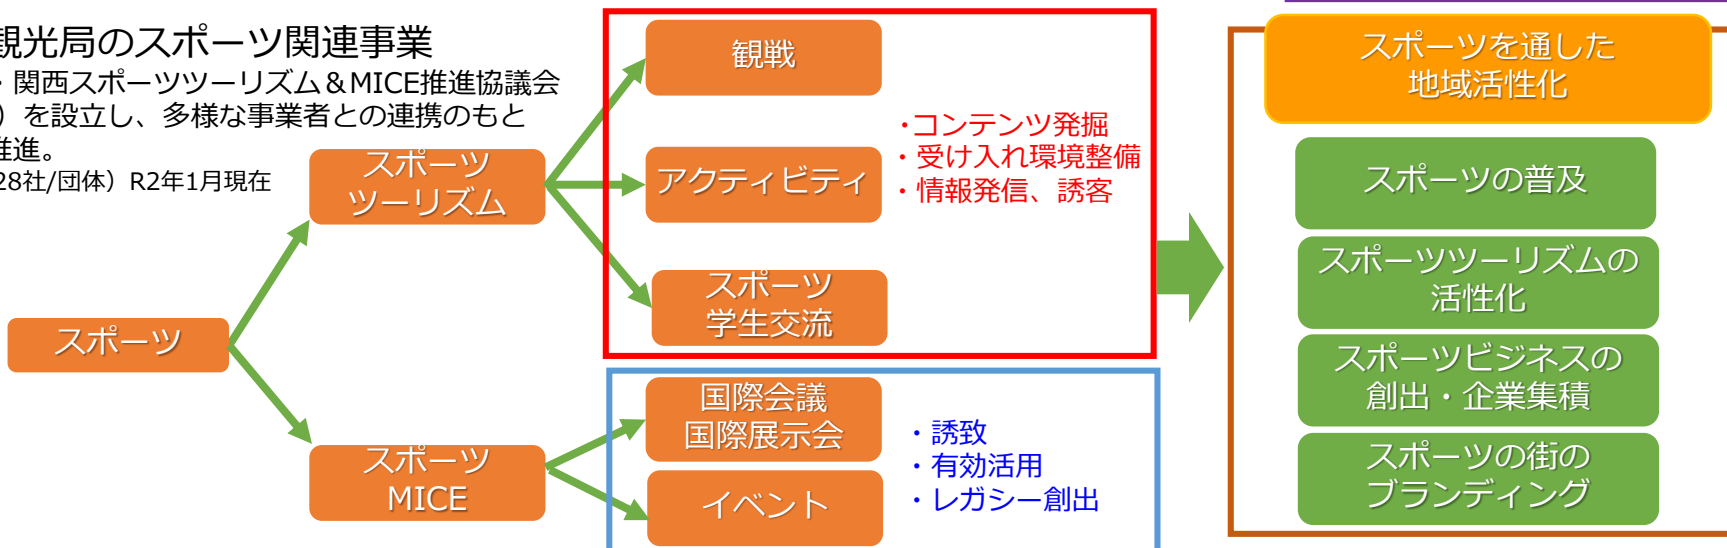 観光局のスポーツ関連事業
・関西スポーツツーリズム＆MICE推進協議会
）を設立し、多様な事業者との連携のもと
推進。
28社/団体）R2年1月現在
スポーツ
スポーツ
ツーリズム
スポーツ
MICE
観戦
アクティビティ
スポーツ
学生交流
・コンテンツ発掘
・受け入れ環境整備
・情報発信、誘客
国際会議
国際展示会
イベント
・誘致
・有効活用
・レガシー創出
スポーツを通した
地域活性化
スポーツの普及
スポーツツーリズムの
活性化
スポーツビジネスの
創出・企業集積
スポーツの街の
ブランディング